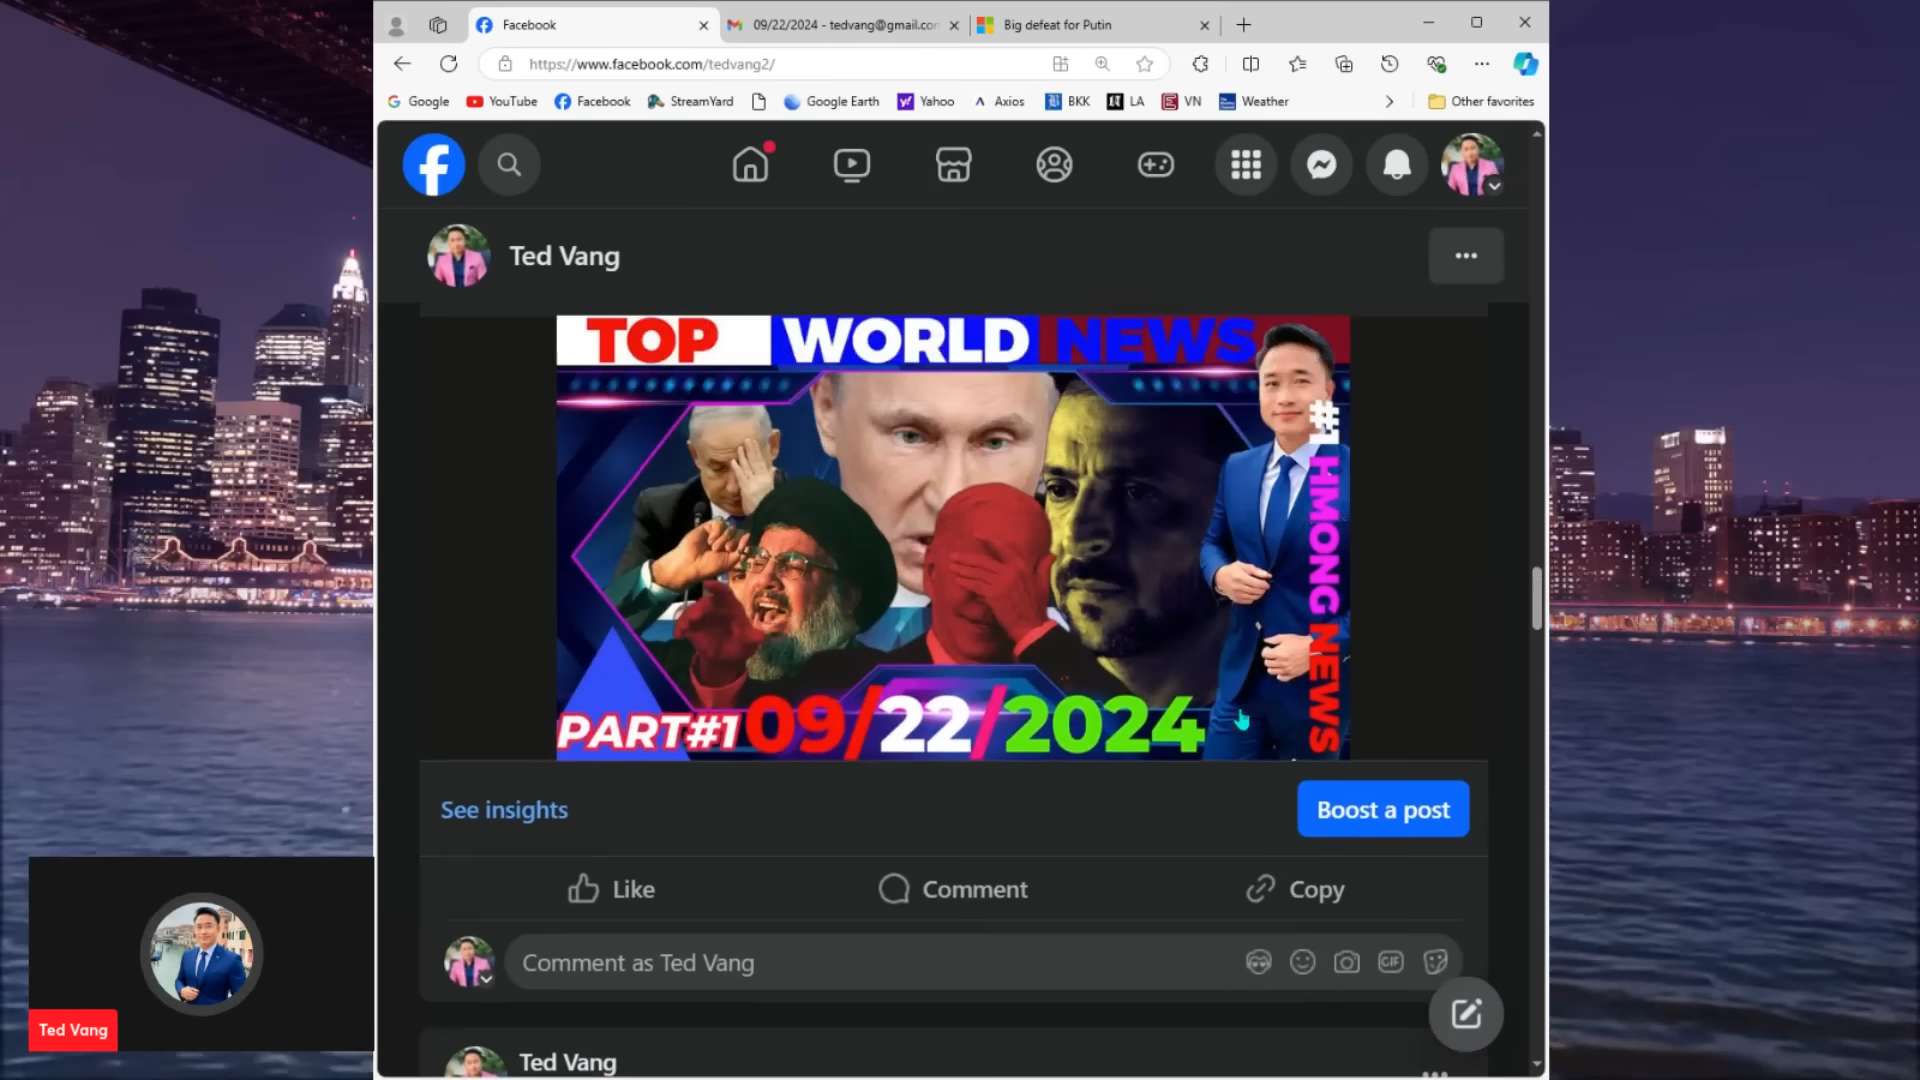 Facebook
09/22/2024 - tedvang@gmail.co
Big defeat for Putin
https://www.facebook.com/tedvang2/
Google
YouTube
Facebook
StreamYard
Google Earth
Yahoo
Axios
BKK
LA
VN
Weather
Other favorites
Ted Vang
TOP WORLD NEWS
#1 HMONG NEWS
PART#1 09/22/2024
See insights
Boost a post
Like
Comment
Copy
Comment as Ted Vang
GIF
Ted Vang
Ted Vang